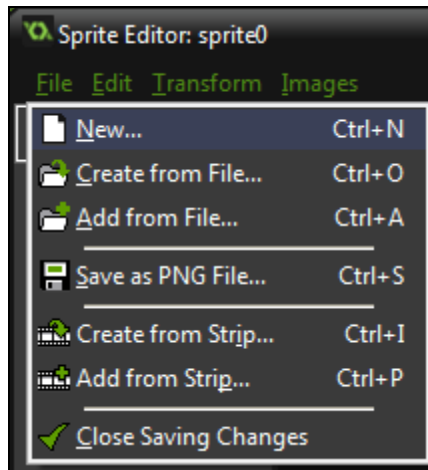 Sprite Editor: sprite0
File Edit Transform Images
New... Ctrl+N
Create from File... Ctrl+O
Add from File... Ctrl+A
Save as PNG File... Ctrl+S
Create from Strip... Ctrl+I
Add from Strip... Ctrl+P
Close Saving Changes